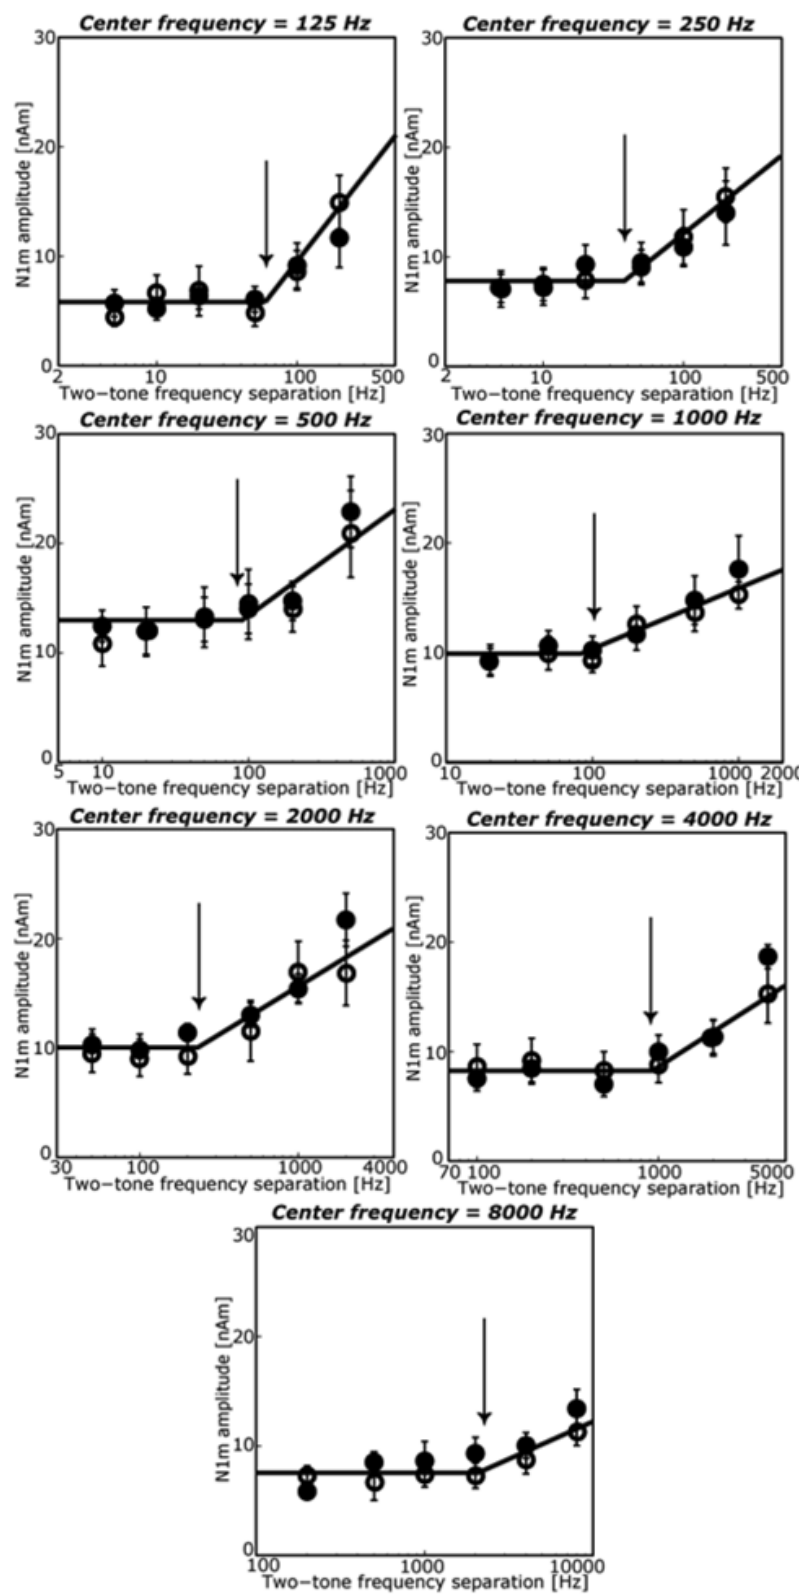 Center frequency = 125 Hz
30
20
10
0
N1m amplitude [nAm]
2 10 100 500
Two-tone frequency separation [Hz]
Center frequency = 250 Hz
30
20
10
0
N1m amplitude [nAm]
2 10 100 500
Two-tone frequency separation [Hz]
Center frequency = 500 Hz
30
20
10
0
N1m amplitude [nAm]
5 10 100 1000
Two-tone frequency separation [Hz]
Center frequency = 1000 Hz
30
20
10
0
N1m amplitude [nAm]
10 100 1000 2000
Two-tone frequency separation [Hz]
Center frequency = 2000 Hz
30
20
10
0
N1m amplitude [nAm]
30 100 1000 4000
Two-tone frequency separation [Hz]
Center frequency = 4000 Hz
30
20
10
0
N1m amplitude [nAm]
70 100 1000 5000
Two-tone frequency separation [Hz]
Center frequency = 8000 Hz
30
20
10
0
N1m amplitude [nAm]
100 1000 10000
Two-tone frequency separation [Hz]